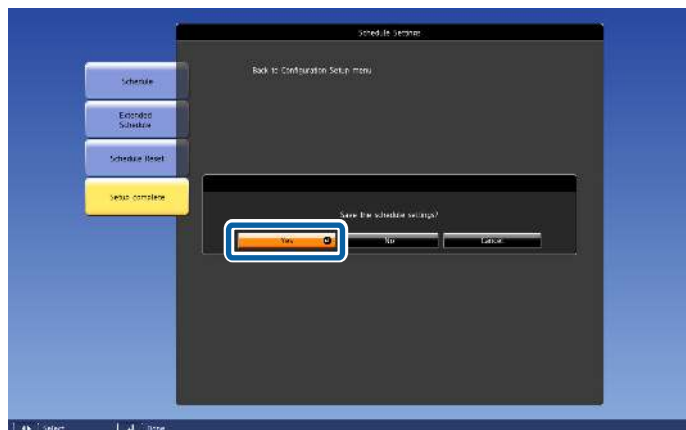 Schedule Settings
Back to Configuration Setup menu
Schedule
Extended
Schedule
Schedule Reset
Setup complete
Save the schedule settings?
Yes
No
Cancel
Select
Done